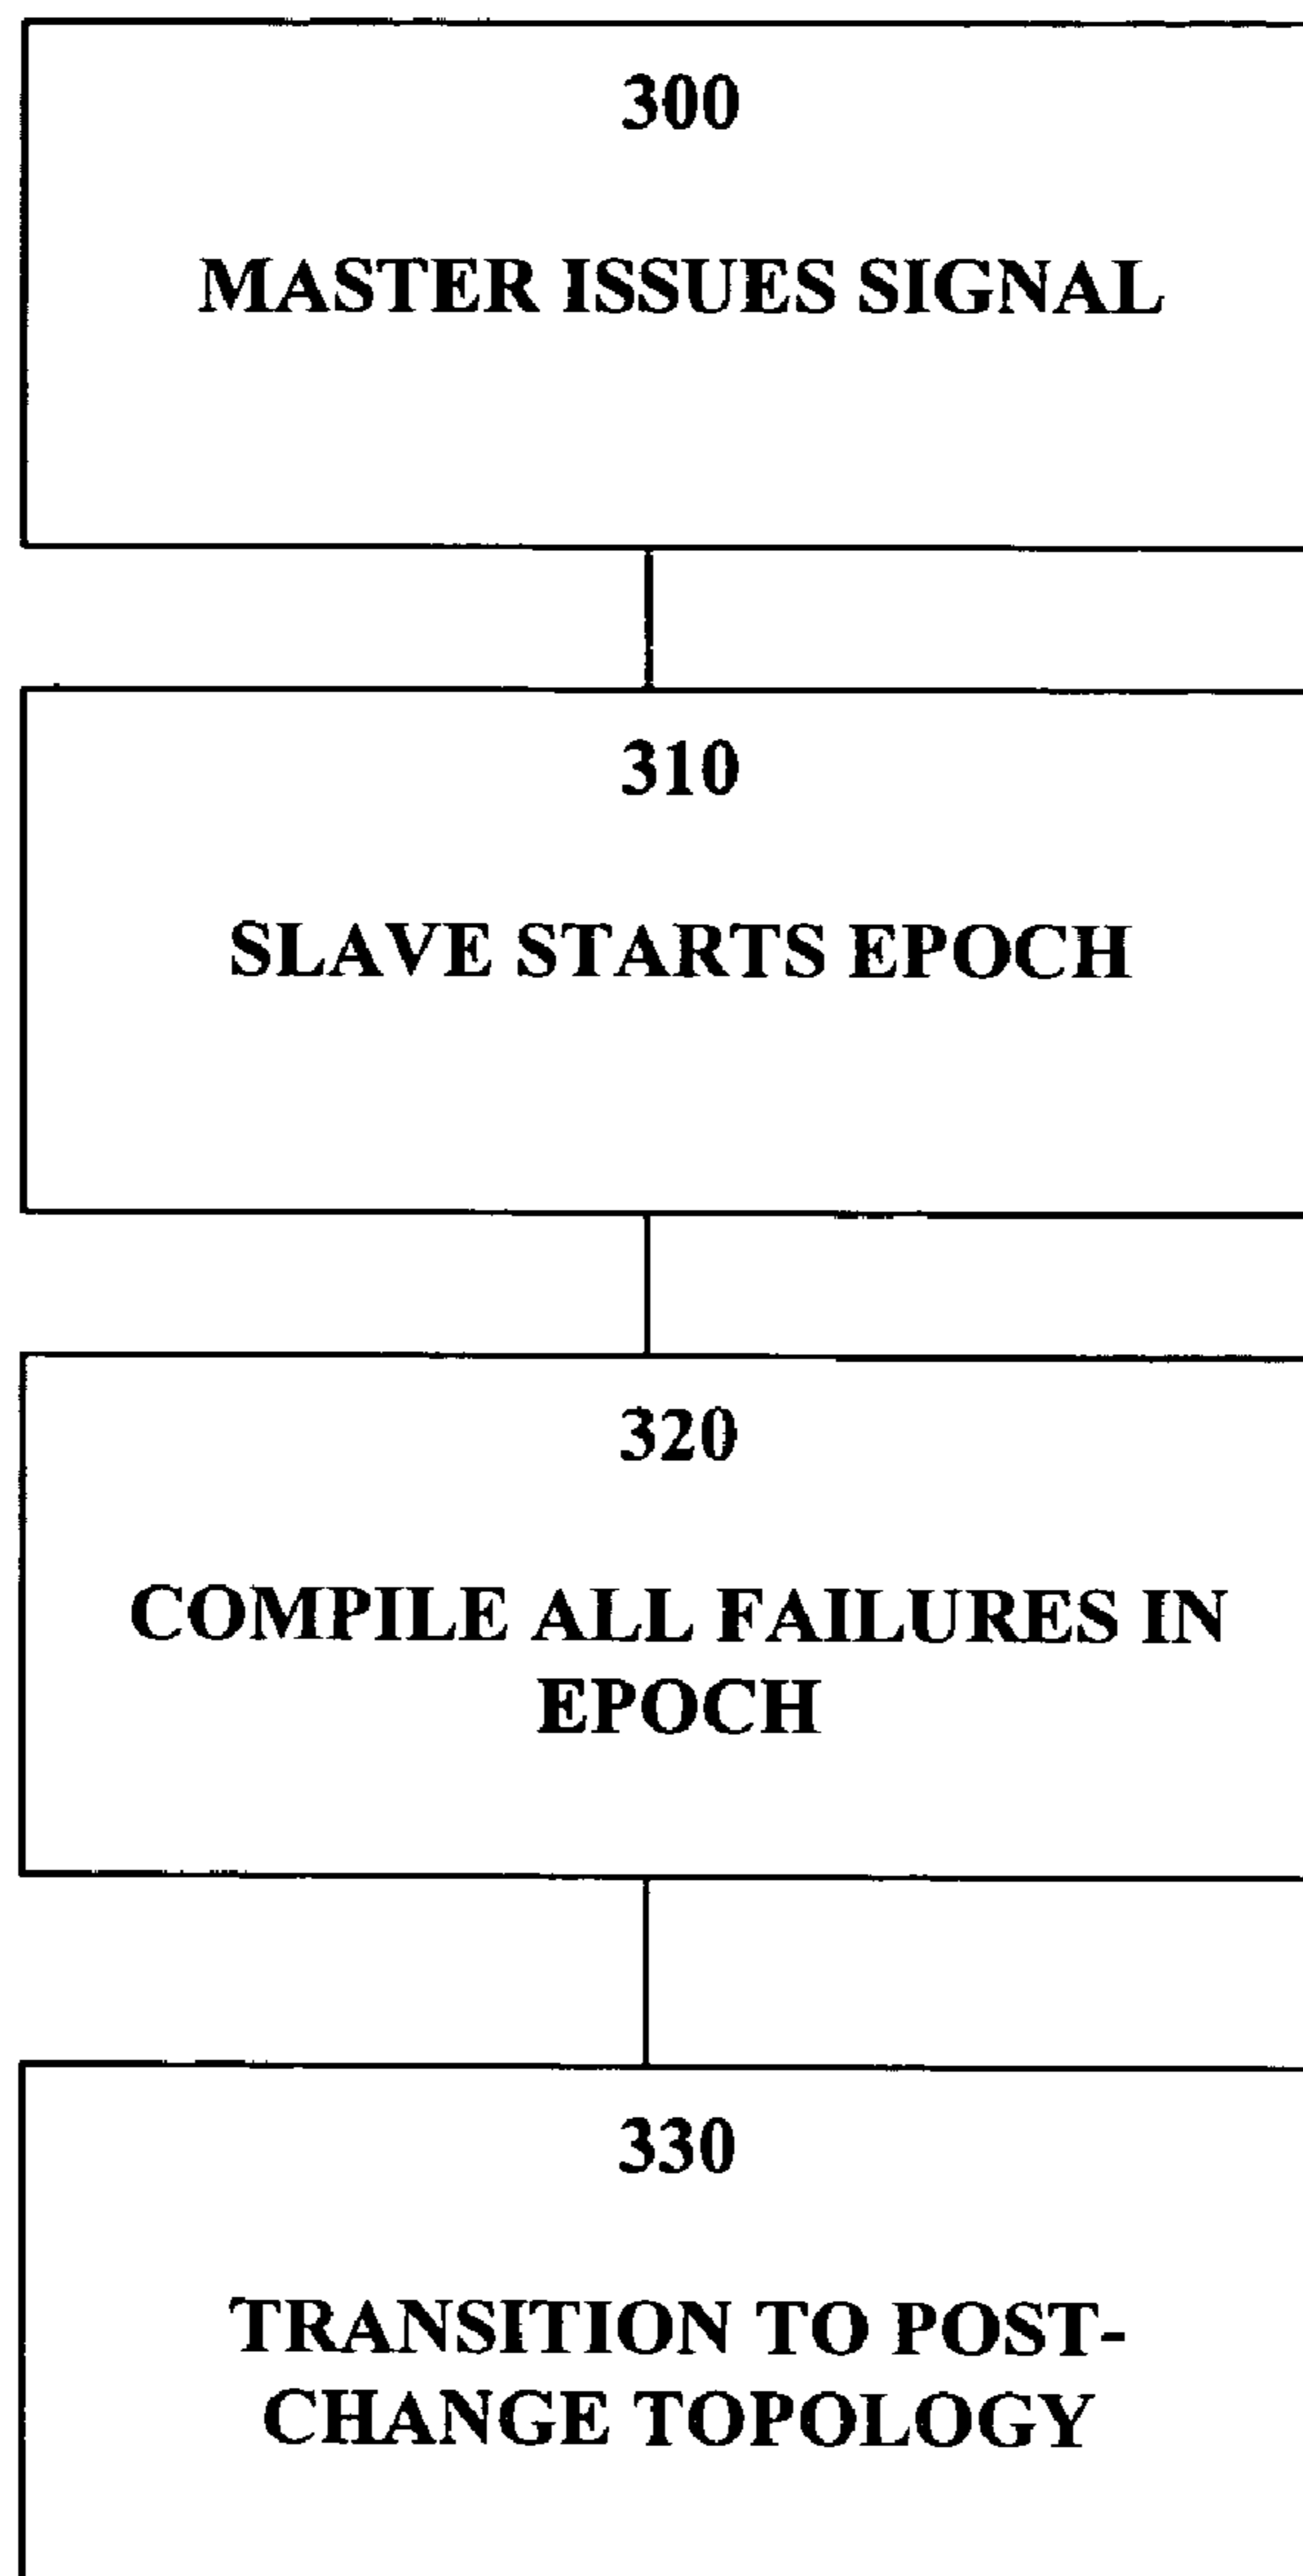 300
MASTER ISSUES SIGNAL
310
SLAVE STARTS EPOCH
320
COMPILE ALL FAILURES IN
EPOCH
330
TRANSITION TO POST-
CHANGE TOPOLOGY